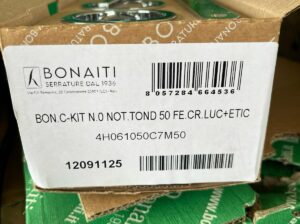 BONAITI
SERRATURE DAL 1936
8 057284 664536
BON.C-KIT N.0 NOT.TOND 50 FE.CR.LUC+ETIC
4H061050C7M50
12091125